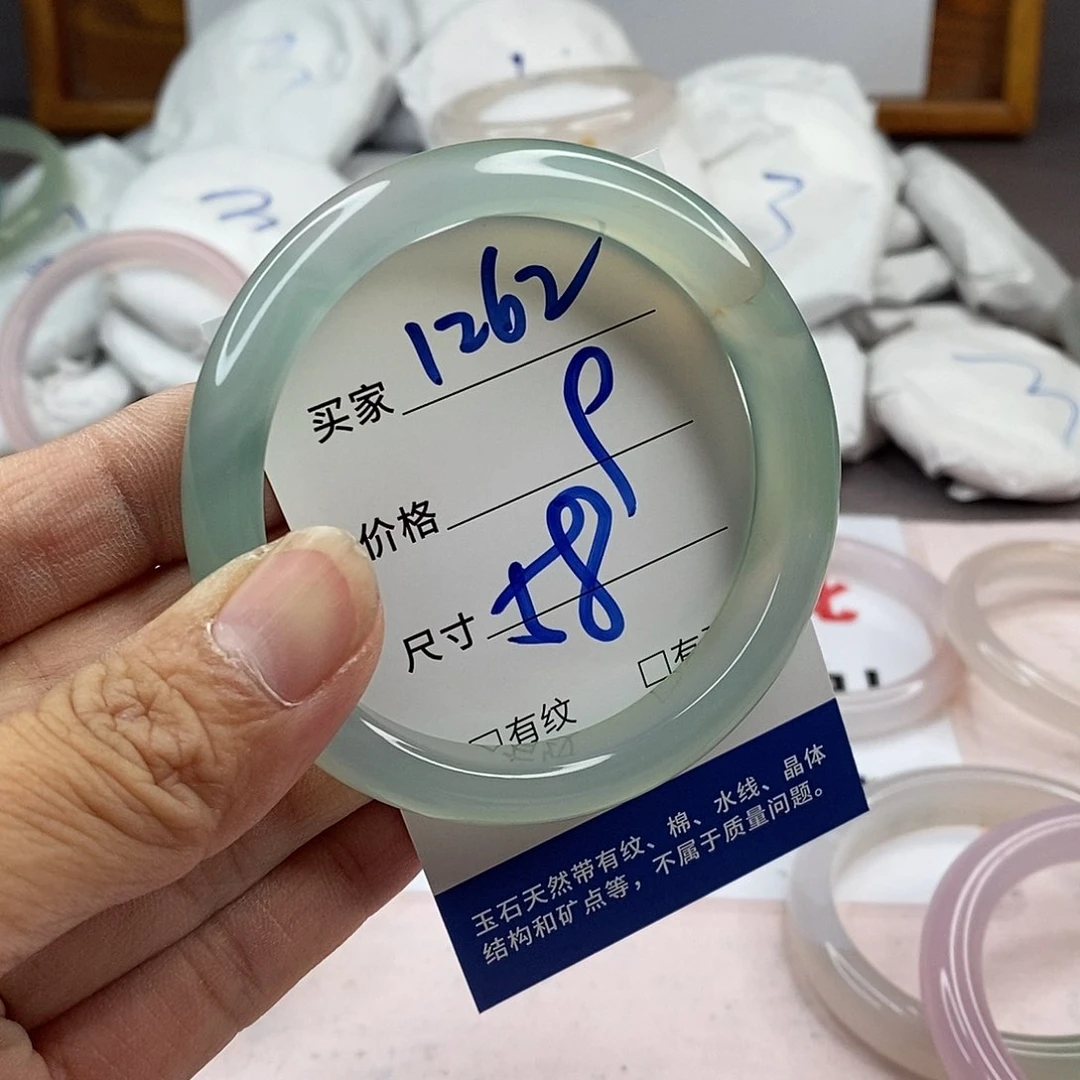 3
买家 1262
价格 P
尺寸 58
□有纹
□有
玉石天然带有纹、棉、水线、晶体
结构和矿点等，不属于质量问题。